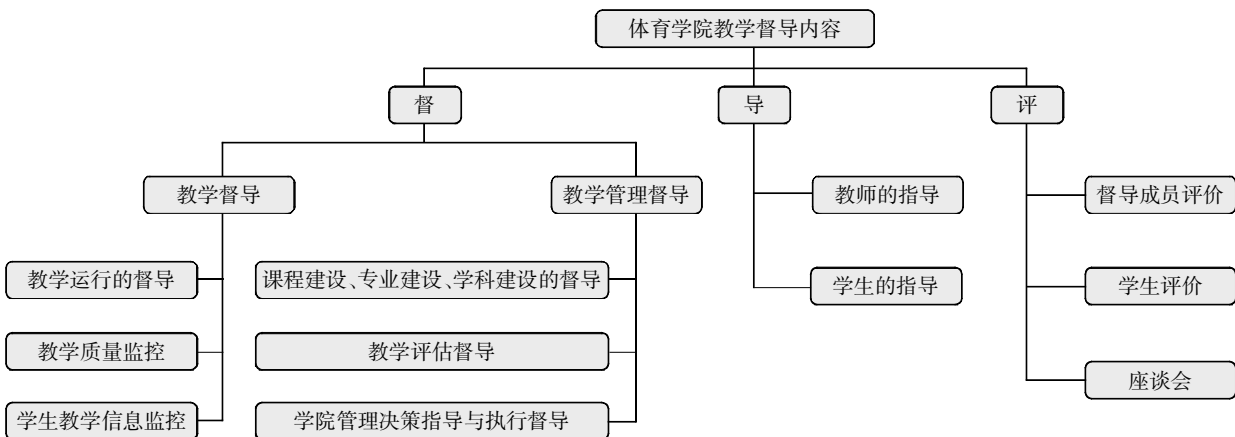 体育学院教学督导内容
督
导
评
教学督导
教学管理督导
教师的指导
督导成员评价
教学运行的督导
课程建设、专业建设、学科建设的督导
学生的指导
学生评价
教学质量监控
教学评估督导
座谈会
学生教学信息监控
学院管理决策指导与执行督导